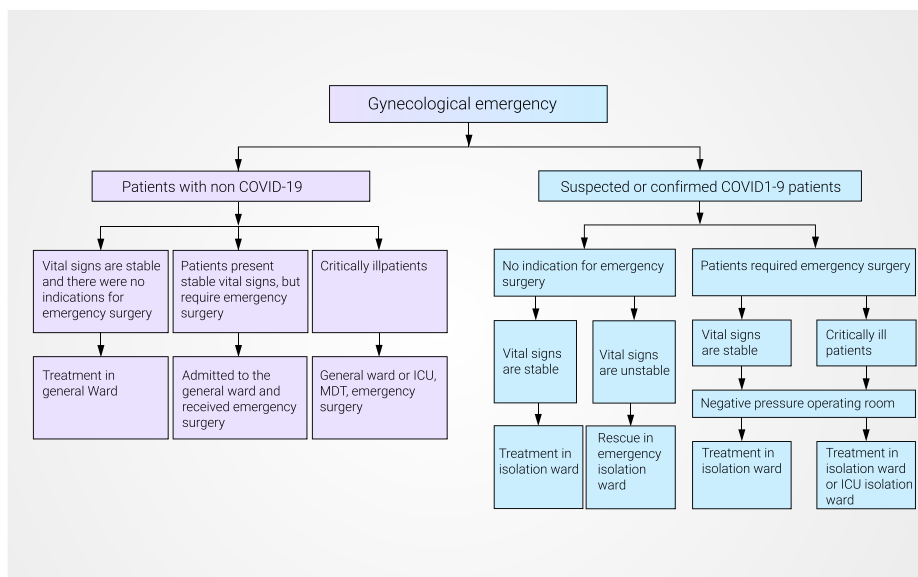 Gynecological emergency
Patients with non COVID-19
Suspected or confirmed COVID1-9 patients
Vital signs are stable
and there were no
indications for
emergency surgery
Patients present
stable vital signs, but
require emergency
surgery
Critically illpatients
No indication for emergency
surgery
Patients required emergency surgery
Vital signs
are stable
Vital signs
are unstable
Vital signs
are stable
Critically ill
patients
Treatment in
general Ward
Admitted to the
general ward and
received emergency
surgery
General ward or ICU,
MDT, emergency
surgery
Negative pressure operating room
Treatment in
isolation ward
Rescue in
emergency
isolation
ward
Treatment in
isolation ward
Treatment in
isolation ward
or ICU isolation
ward